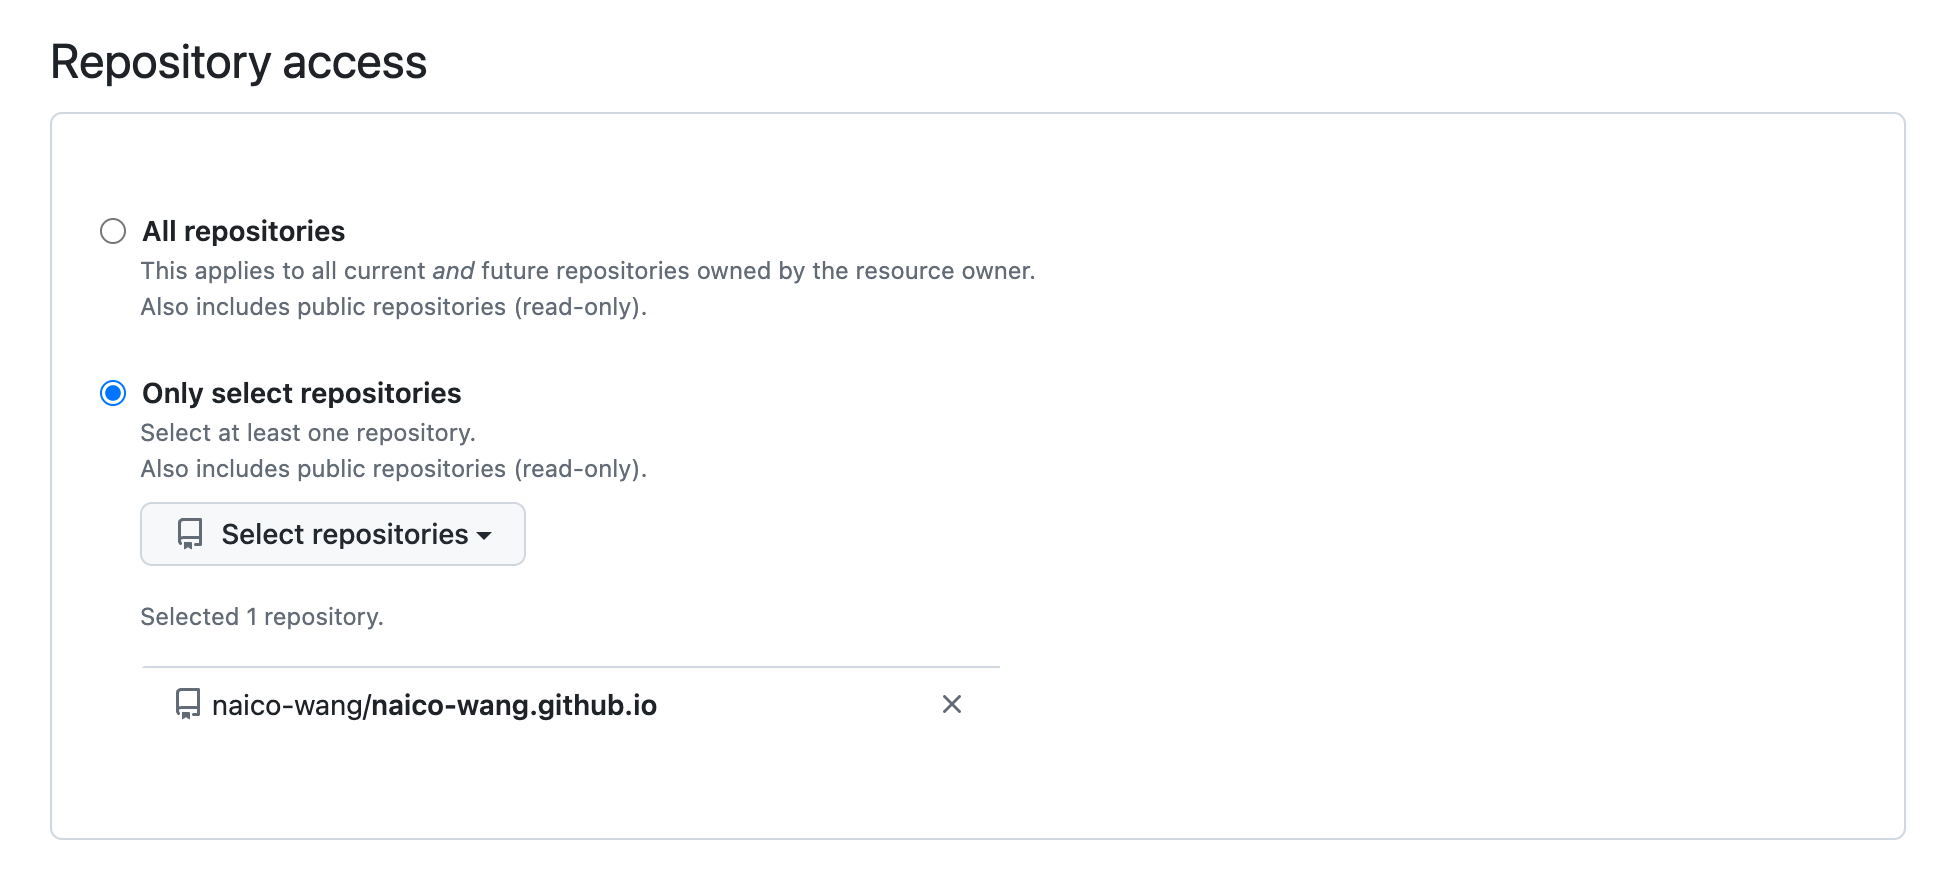 Repository access
All repositories
This applies to all current and future repositories owned by the resource owner.
Also includes public repositories (read-only).
Only select repositories
Select at least one repository.
Also includes public repositories (read-only).
Select repositories
Selected 1 repository.
naico-wang/naico-wang.github.io